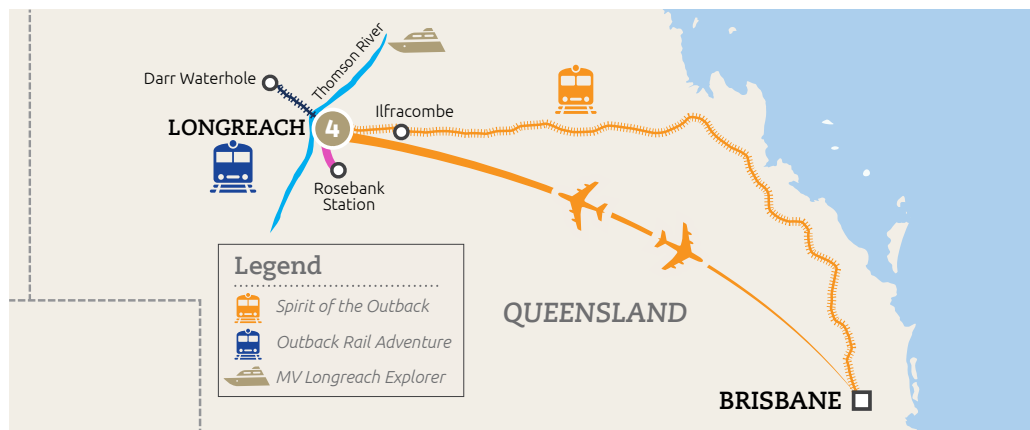 Thomson River
Darr Waterhole
Ilfracombe
LONGREACH
4
Rosebank
Station
Legend
Spirit of the Outback
Outback Rail Adventure
MV Longreach Explorer
QUEENSLAND
BRISBANE